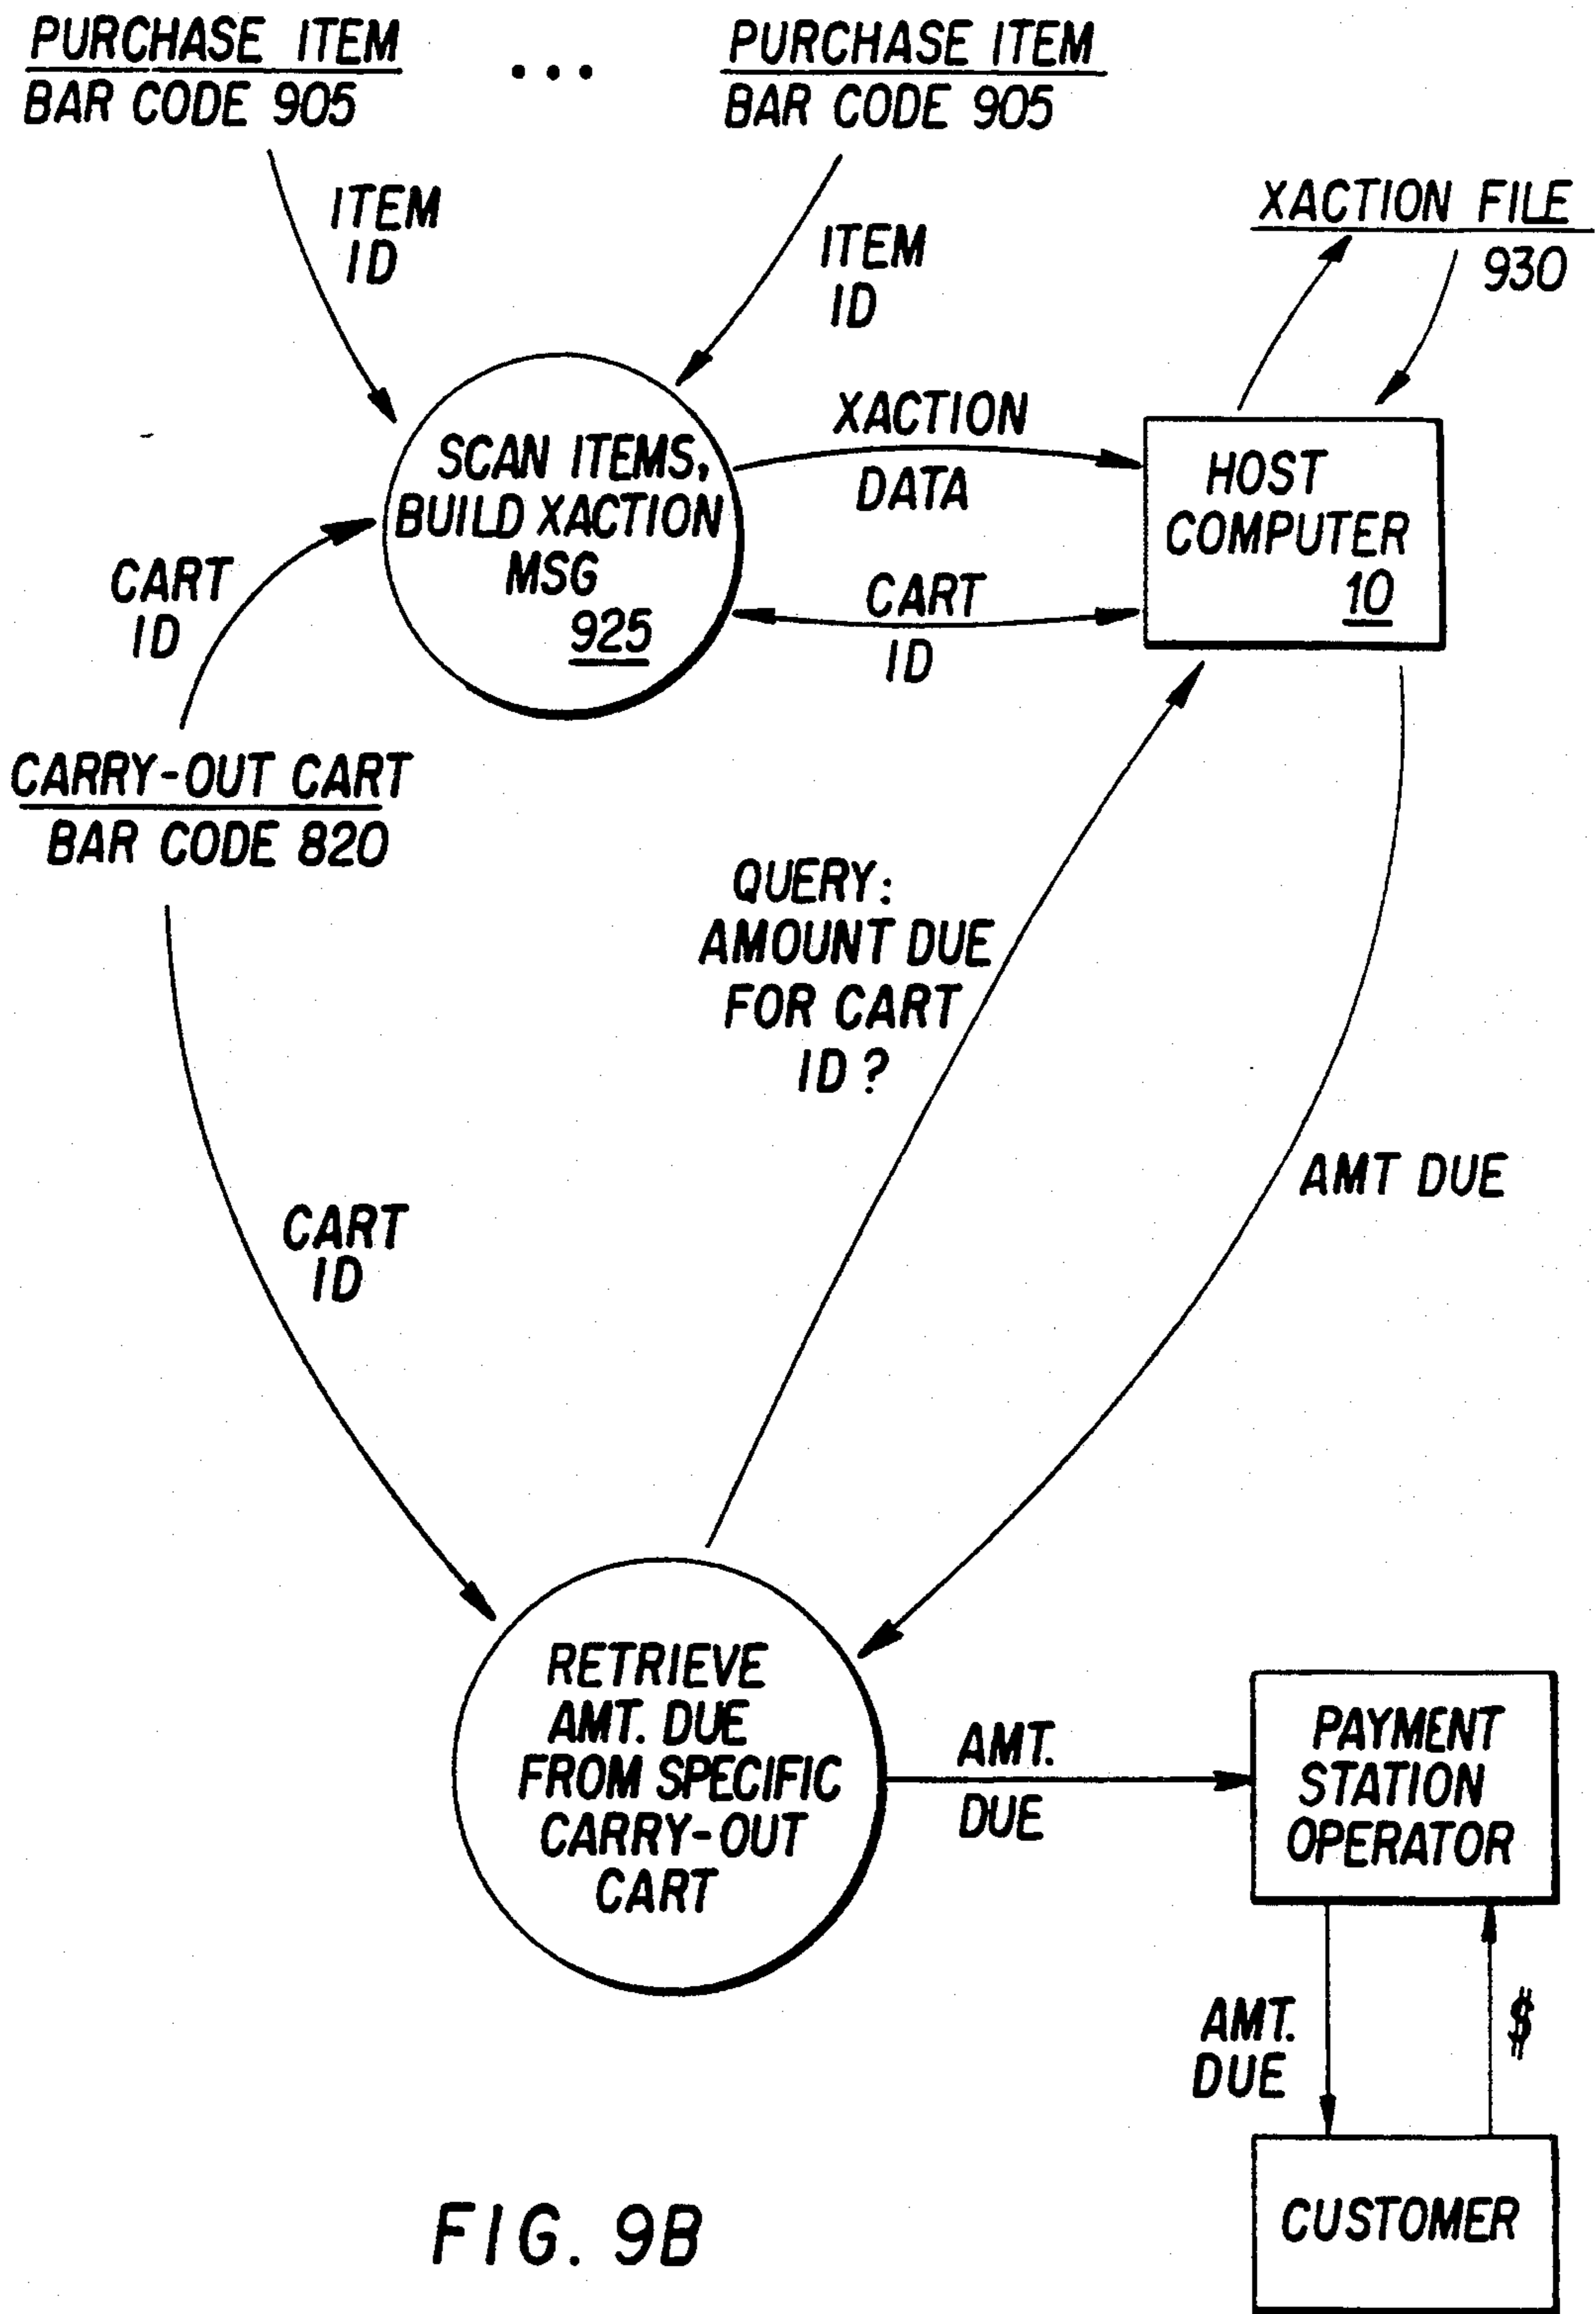 PURCHASE ITEM
BAR CODE 905
...
PURCHASE ITEM
BAR CODE 905
ITEM
ID
ITEM
ID
XACTION FILE
930
SCAN ITEMS,
BUILD XACTION
MSG
925
XACTION
DATA
HOST
COMPUTER
10
CART
ID
CART
ID
CARRY-OUT CART
BAR CODE 820
QUERY:
AMOUNT DUE
FOR CART
ID?
AMT DUE
CART
ID
RETRIEVE
AMT. DUE
FROM SPECIFIC
CARRY-OUT
CART
AMT.
DUE
PAYMENT
STATION
OPERATOR
AMT.
DUE
$
CUSTOMER
FIG. 9B